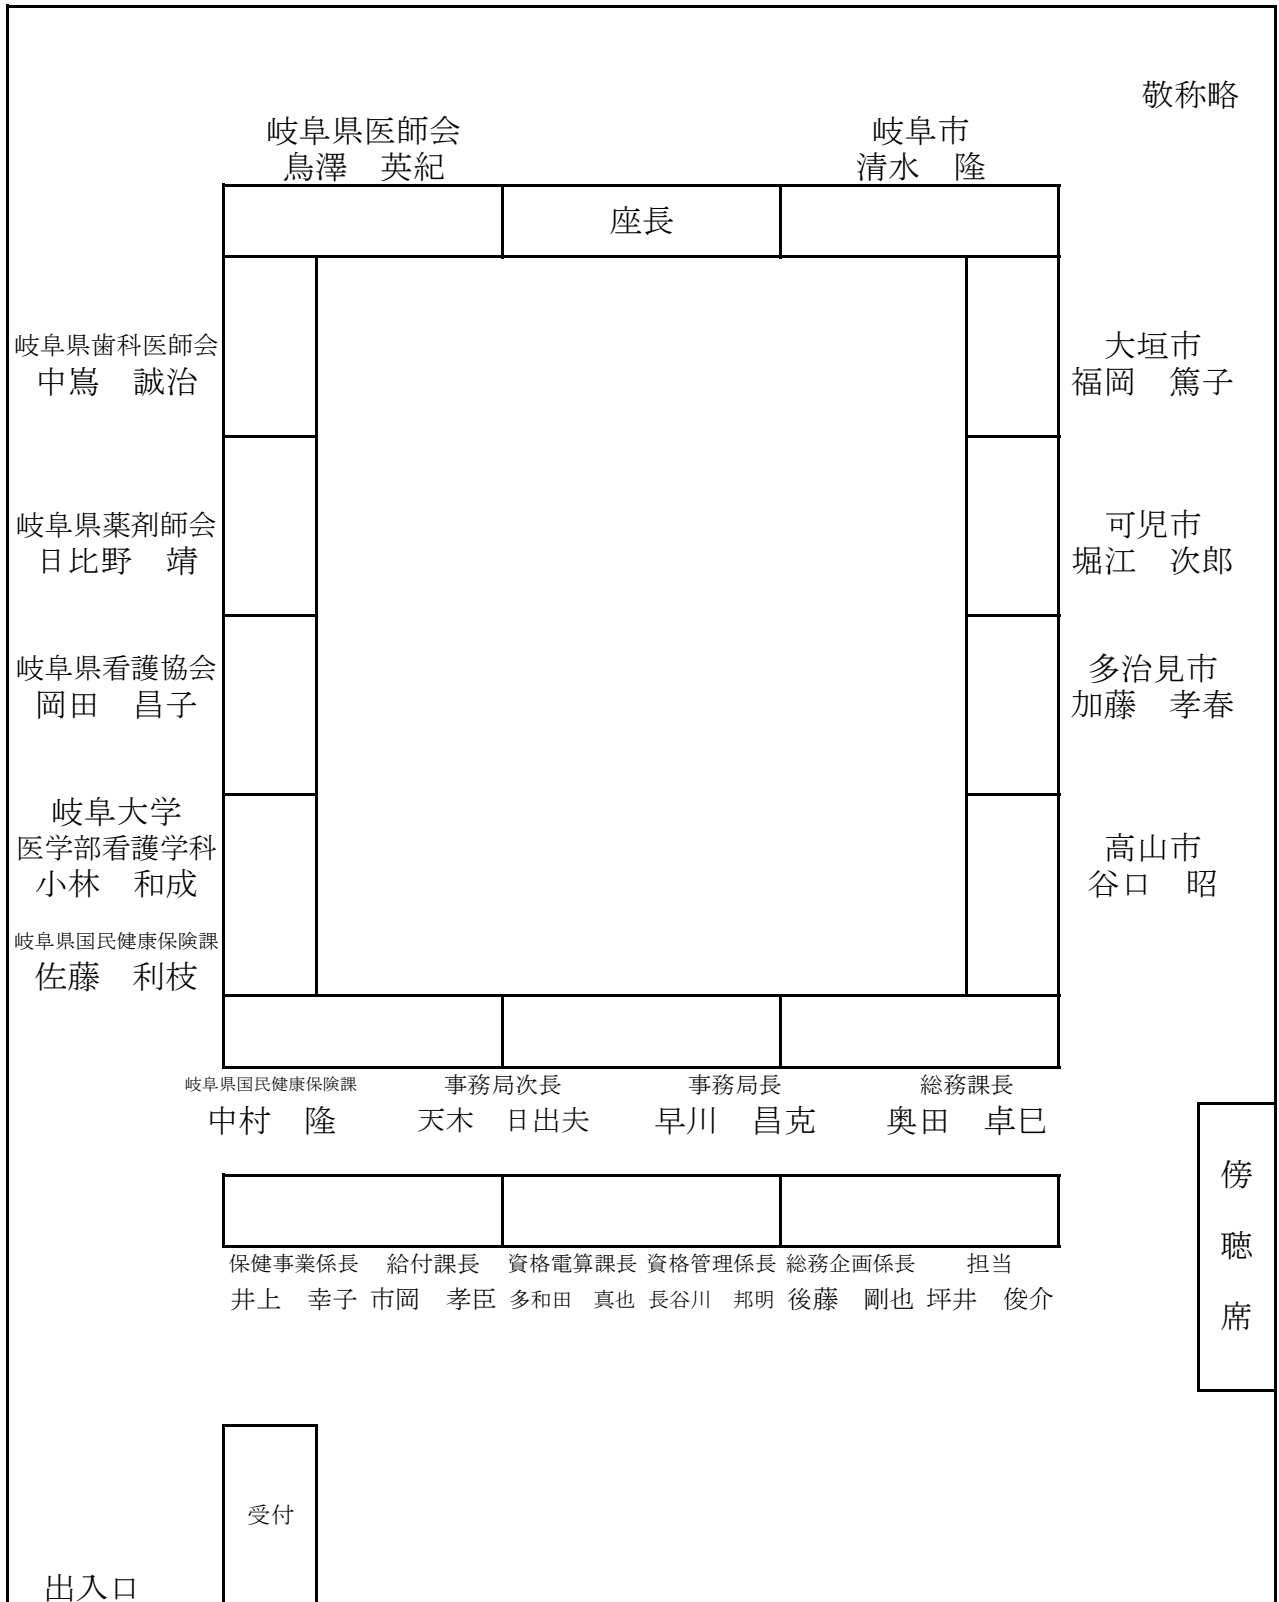 敬称略
岐阜県医師会
鳥澤　英紀
岐阜市
清水　隆
座長
岐阜県歯科医師会
中嶌　誠治
大垣市
福岡　篤子
岐阜県薬剤師会
日比野　靖
可児市
堀江　次郎
岐阜県看護協会
岡田　昌子
多治見市
加藤　孝春
岐阜大学
医学部看護学科
小林　和成
高山市
谷口　昭
岐阜県国民健康保険課
佐藤　利枝
岐阜県国民健康保険課
中村　隆
事務局次長
天木　日出夫
事務局長
早川　昌克
総務課長
奥田　卓巳
保健事業係長
井上　幸子
給付課長
市岡　孝臣
資格電算課長
多和田　真也
資格管理係長
長谷川　邦明
総務企画係長
後藤　剛也
担当
坪井　俊介
傍聴席
受付
出入口